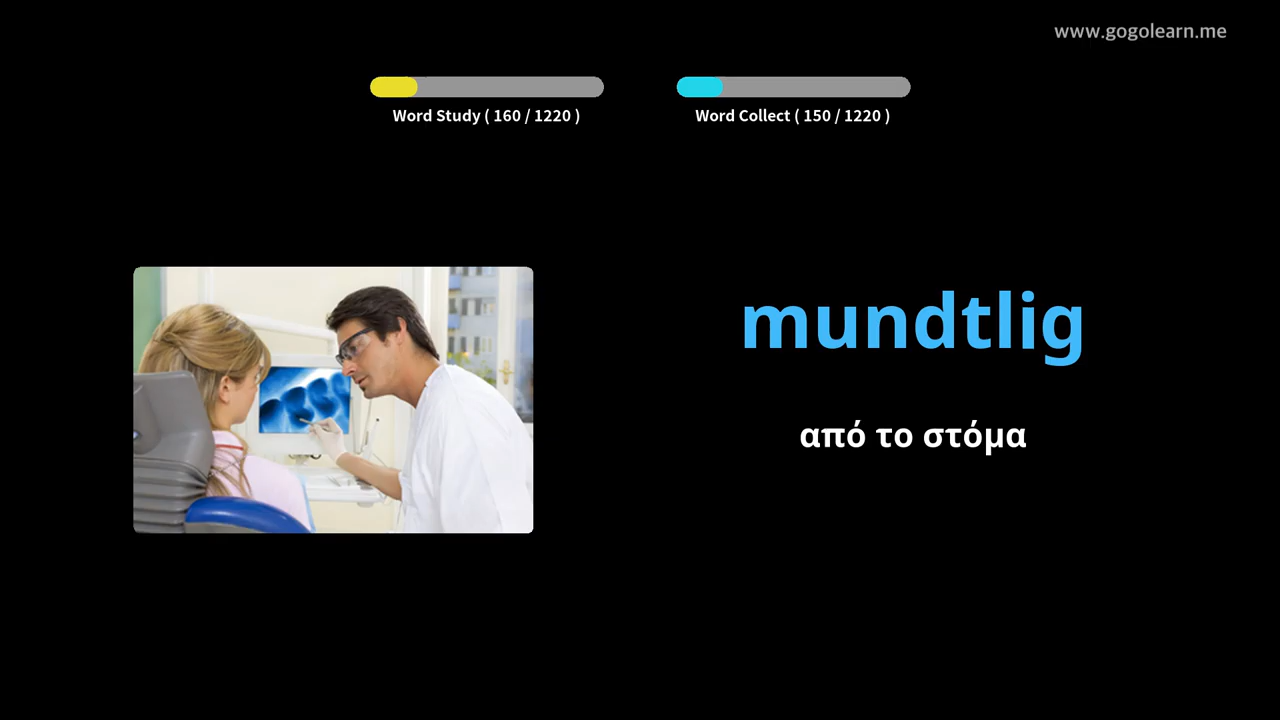 www.gogolearn.me
Word Study ( 160 / 1220 )
Word Collect ( 150 / 1220 )
mundtlig
από το στόμα